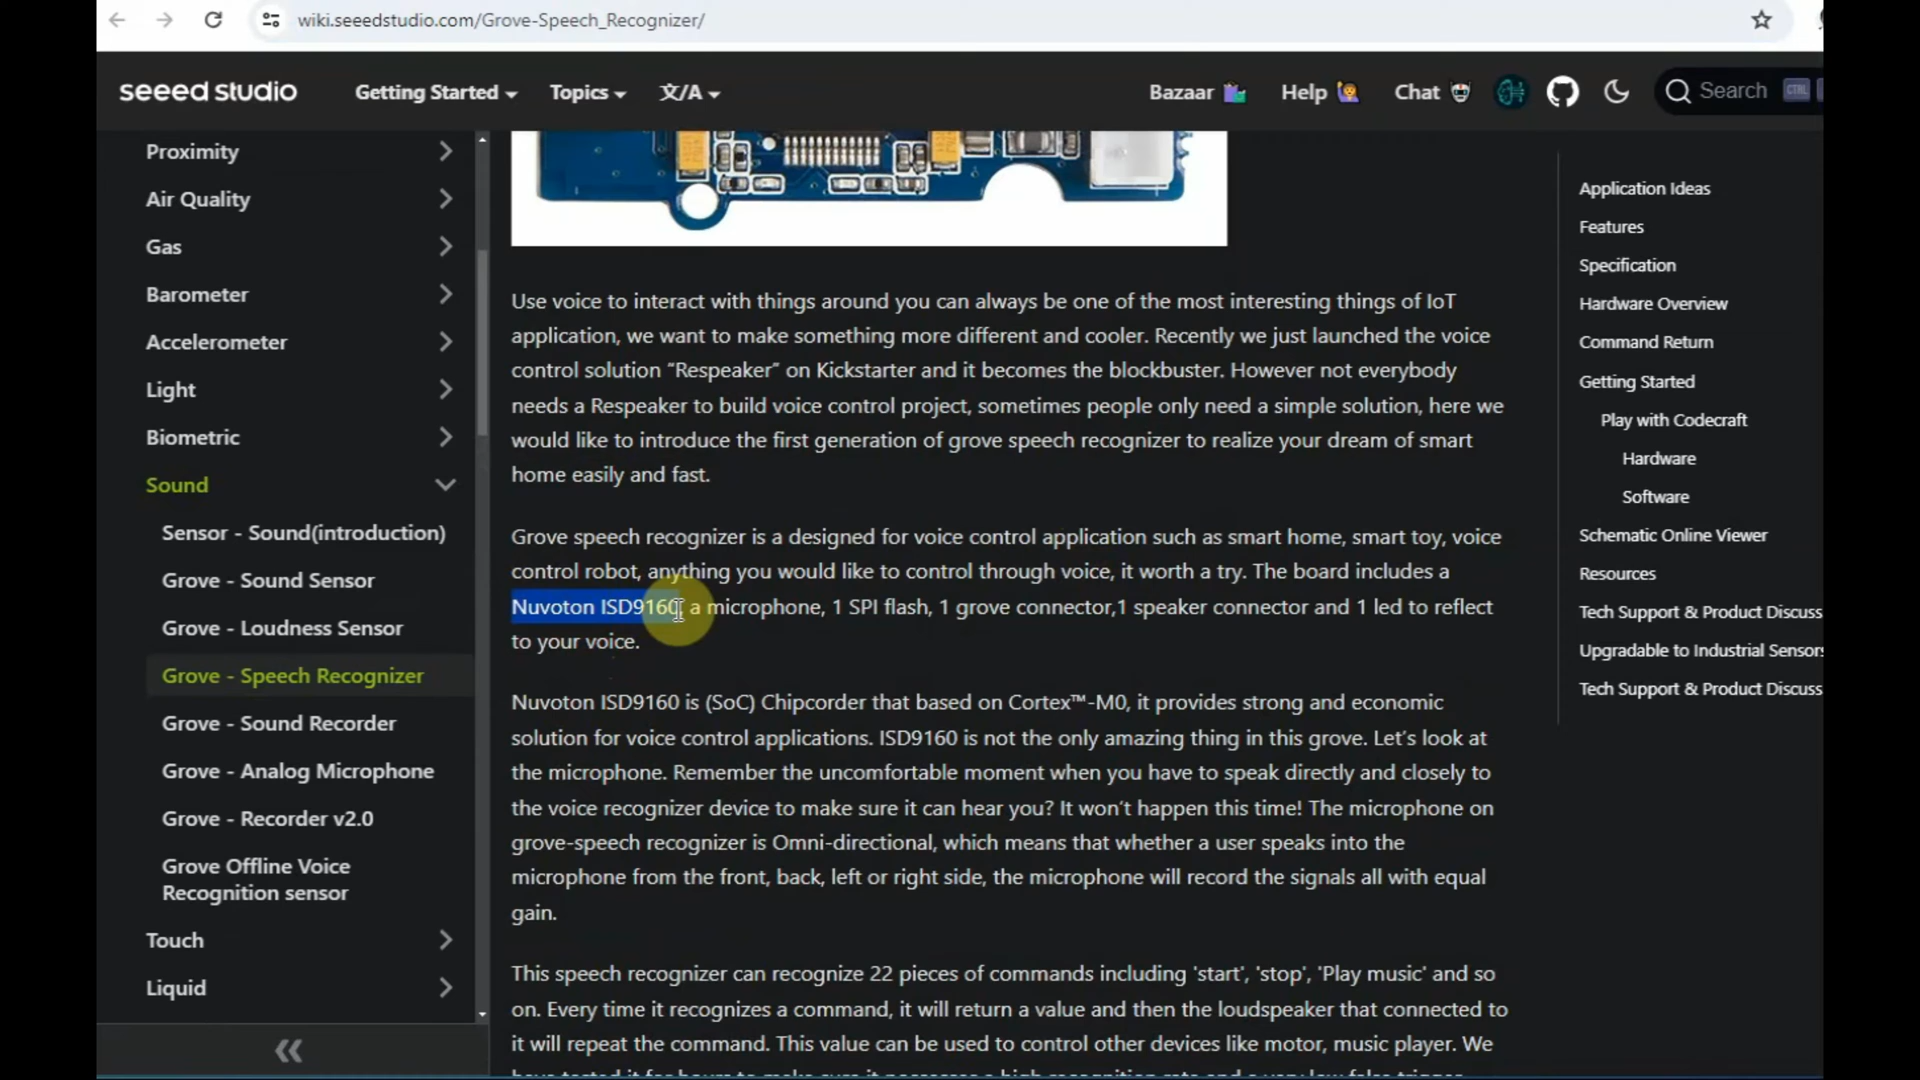 wiki.seeedstudio.com/Grove-Speech_Recognizer/
seeed studio
Getting Started
Topics
文/A
Bazaar
Help
Chat
Search
CTRL
Proximity
Air Quality
Gas
Barometer
Accelerometer
Light
Biometric
Sound
Sensor - Sound(introduction)
Grove - Sound Sensor
Grove - Loudness Sensor
Grove - Speech Recognizer
Grove - Sound Recorder
Grove - Analog Microphone
Grove - Recorder v2.0
Grove Offline Voice
Recognition sensor
Touch
Liquid
Use voice to interact with things around you can always be one of the most interesting things of IoT
application, we want to make something more different and cooler. Recently we just launched the voice
control solution “Respeaker” on Kickstarter and it becomes the blockbuster. However not everybody
needs a Respeaker to build voice control project, sometimes people only need a simple solution, here we
would like to introduce the first generation of grove speech recognizer to realize your dream of smart
home easily and fast.
Grove speech recognizer is a designed for voice control application such as smart home, smart toy, voice
control robot, anything you would like to control through voice, it worth a try. The board includes a
Nuvoton ISD9160, a microphone, 1 SPI flash, 1 grove connector,1 speaker connector and 1 led to reflect
to your voice.
Nuvoton ISD9160 is (SoC) Chipcorder that based on Cortex™-M0, it provides strong and economic
solution for voice control applications. ISD9160 is not the only amazing thing in this grove. Let’s look at
the microphone. Remember the uncomfortable moment when you have to speak directly and closely to
the voice recognizer device to make sure it can hear you? It won’t happen this time! The microphone on
grove-speech recognizer is Omni-directional, which means that whether a user speaks into the
microphone from the front, back, left or right side, the microphone will record the signals all with equal
gain.
This speech recognizer can recognize 22 pieces of commands including 'start', 'stop', 'Play music' and so
on. Every time it recognizes a command, it will return a value and then the loudspeaker that connected to
it will repeat the command. This value can be used to control other devices like motor, music player. We
Application Ideas
Features
Specification
Hardware Overview
Command Return
Getting Started
Play with Codecraft
Hardware
Software
Schematic Online Viewer
Resources
Tech Support & Product Discuss
Upgradable to Industrial Sensors
Tech Support & Product Discuss